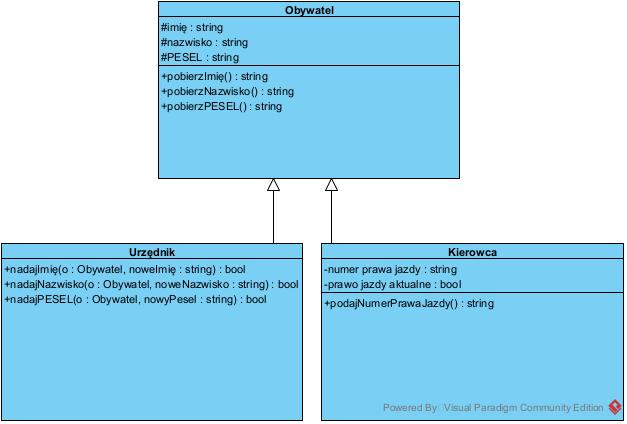 Obywatel
#imię : string
#nazwisko : string
#PESEL : string
+pobierzImię() : string
+pobierzNazwisko() : string
+pobierzPESEL() : string
Urzędnik
+nadajImię(o : Obywatel, noweImię : string) : bool
+nadajNazwisko(o : Obywatel, noweNazwisko : string) : bool
+nadajPESEL(o : Obywatel, nowyPesel : string) : bool
Kierowca
-numer prawa jazdy : string
-prawo jazdy aktualne : bool
+podajNumerPrawaJazdy() : string
Powered By Visual Paradigm Community Edition